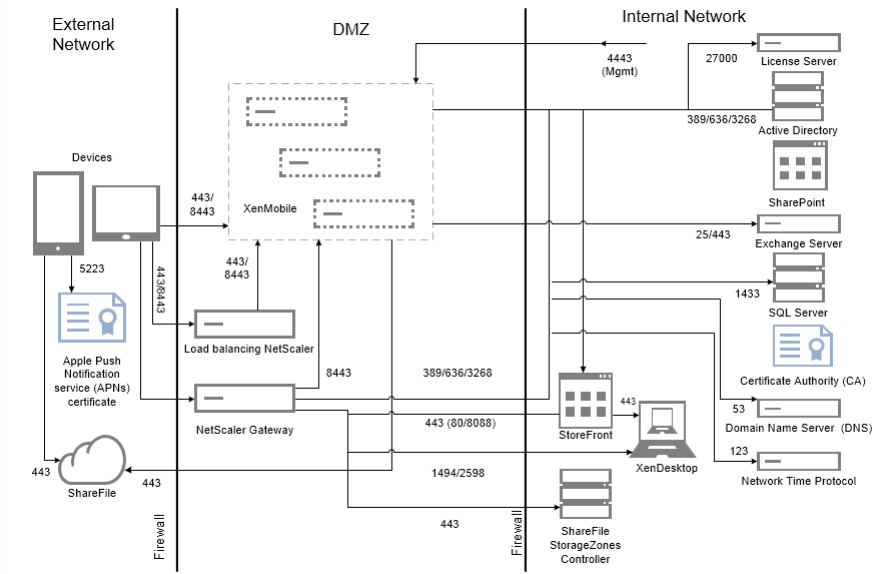 External
Network
DMZ
Internal Network
4443
(Mgmt)
27000
License Server
389/636/3268
Active Directory
Devices
SharePoint
443/
8443
XenMobile
25/443
Exchange Server
5223
443/8443
443/
8443
1433
SQL Server
Load balancing NetScaler
Apple Push
Notification
service (APNs)
certificate
8443
389/636/3268
Certificate Authority (CA)
443
53
NetScaler Gateway
443 (80/8088)
StoreFront
Domain Name Server (DNS)
123
443
ShareFile
443
1494/2598
XenDesktop
Network Time Protocol
443
Firewall
Firewall
ShareFile
StorageZones
Controller